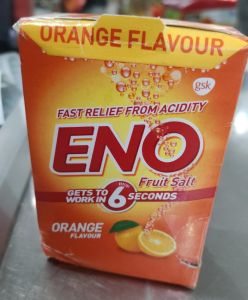 ORANGE FLAVOUR
gsk
FAST RELIEF FROM ACIDITY
ENO
Fruit Salt
GETS TO
WORK IN 6 SECONDS
ORANGE
FLAVOUR